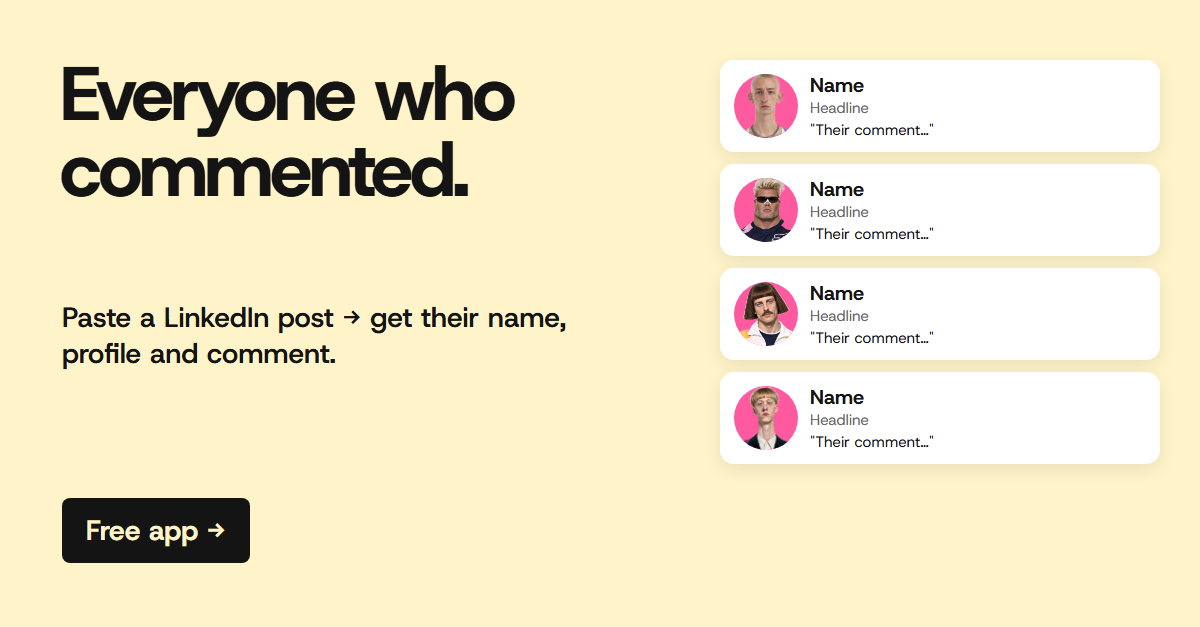 Everyone who
commented.
Paste a LinkedIn post → get their name,
profile and comment.
Free app →
Name
Headline
"Their comment…"
Name
Headline
"Their comment…"
Name
Headline
"Their comment…"
Name
Headline
"Their comment…"